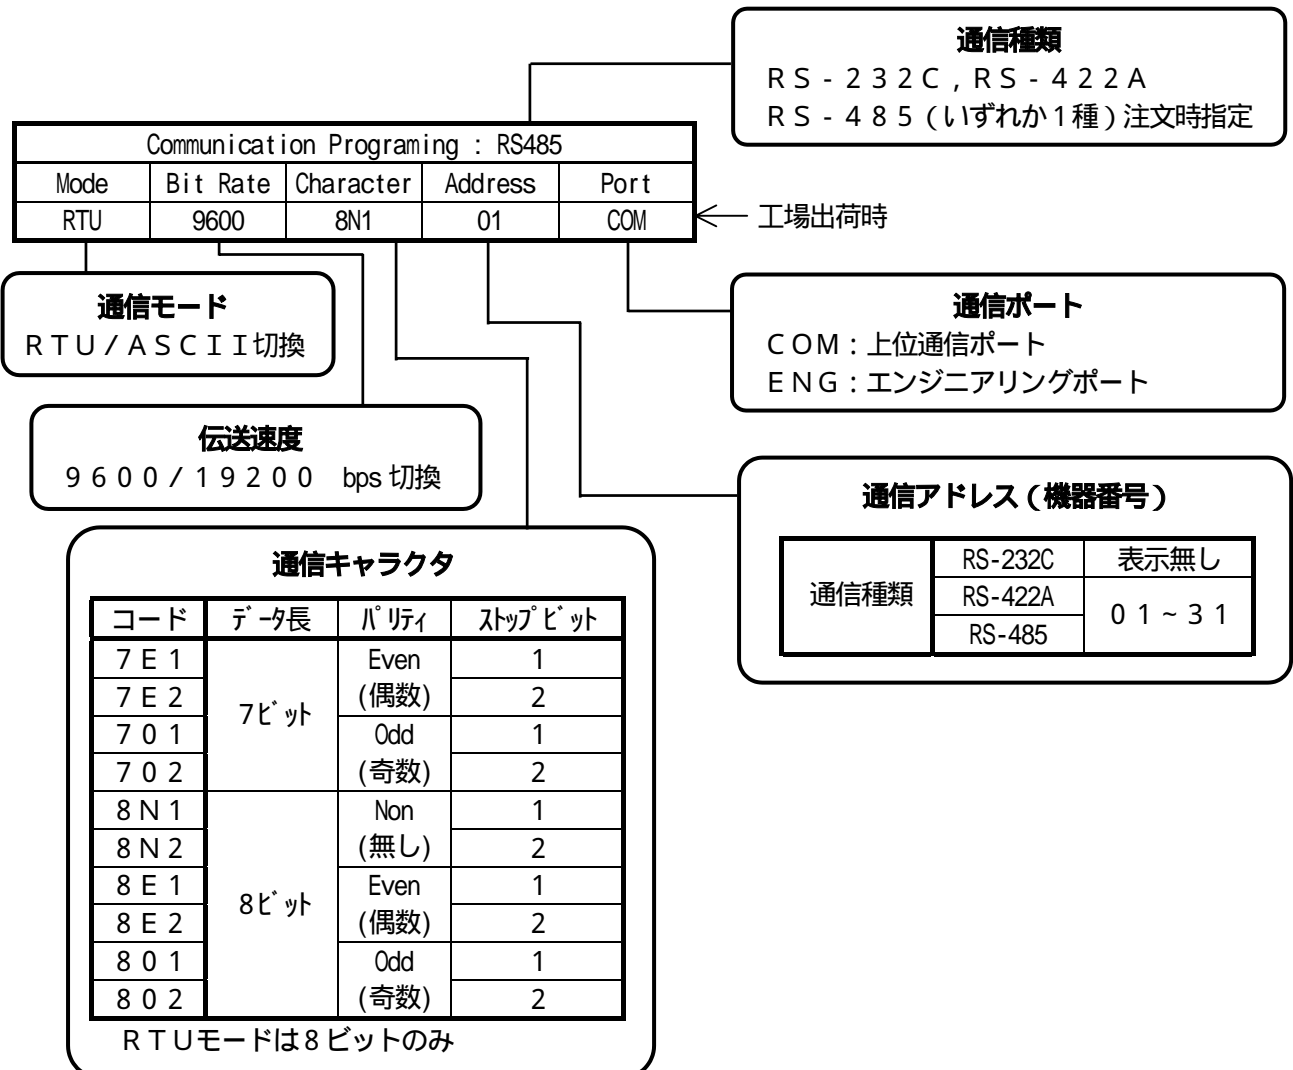 通信種類
ＲＳ-２３２Ｃ,ＲＳ-４２２Ａ
ＲＳ-４８５(いずれか1種)注文時指定
Communication Programing : RS485
Mode Bit Rate Character Address Port
RTU 9600 8N1 01 COM
工場出荷時
通信モード
ＲＴＵ/ＡＳＣＩＩ切換
通信ポート
ＣＯＭ:上位通信ポート
ＥＮＧ:エンジニアリングポート
伝送速度
９６００/１９２００ bps切換
通信アドレス(機器番号)
通信種類 RS-232C 表示無し
RS-422A ０１~３１
RS-485
通信キャラクタ
コード ﾃﾞｰﾀ長 ﾊﾟﾘﾃｨ ｽﾄｯﾌﾟﾋﾞｯﾄ
７Ｅ１ 7ﾋﾞｯﾄ Even 1
７Ｅ２ (偶数) 2
７０１ Odd 1
７０２ (奇数) 2
８Ｎ１ 8ﾋﾞｯﾄ Non 1
８Ｎ２ (無し) 2
８Ｅ１ Even 1
８Ｅ２ (偶数) 2
８０１ Odd 1
８０２ (奇数) 2
ＲＴＵモードは8ビットのみ